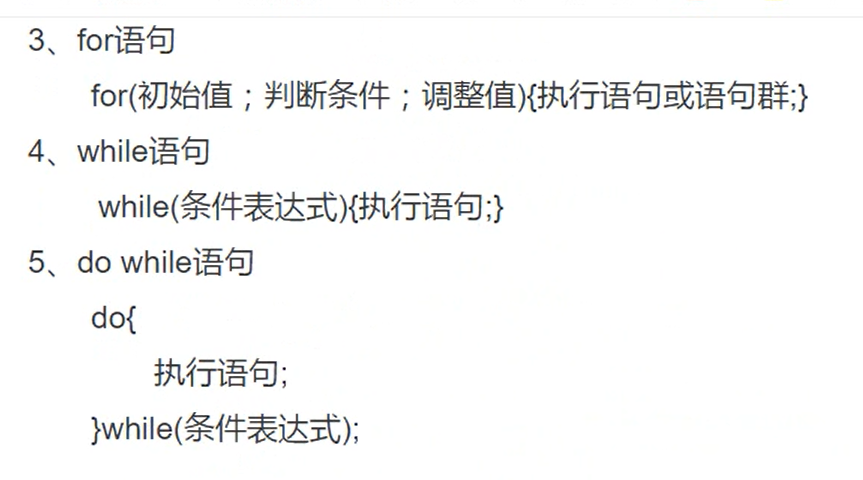 3、for语句
for(初始值；判断条件；调整值){执行语句或语句群;}
4、while语句
while(条件表达式){执行语句;}
5、do while语句
do{
执行语句;
}while(条件表达式);